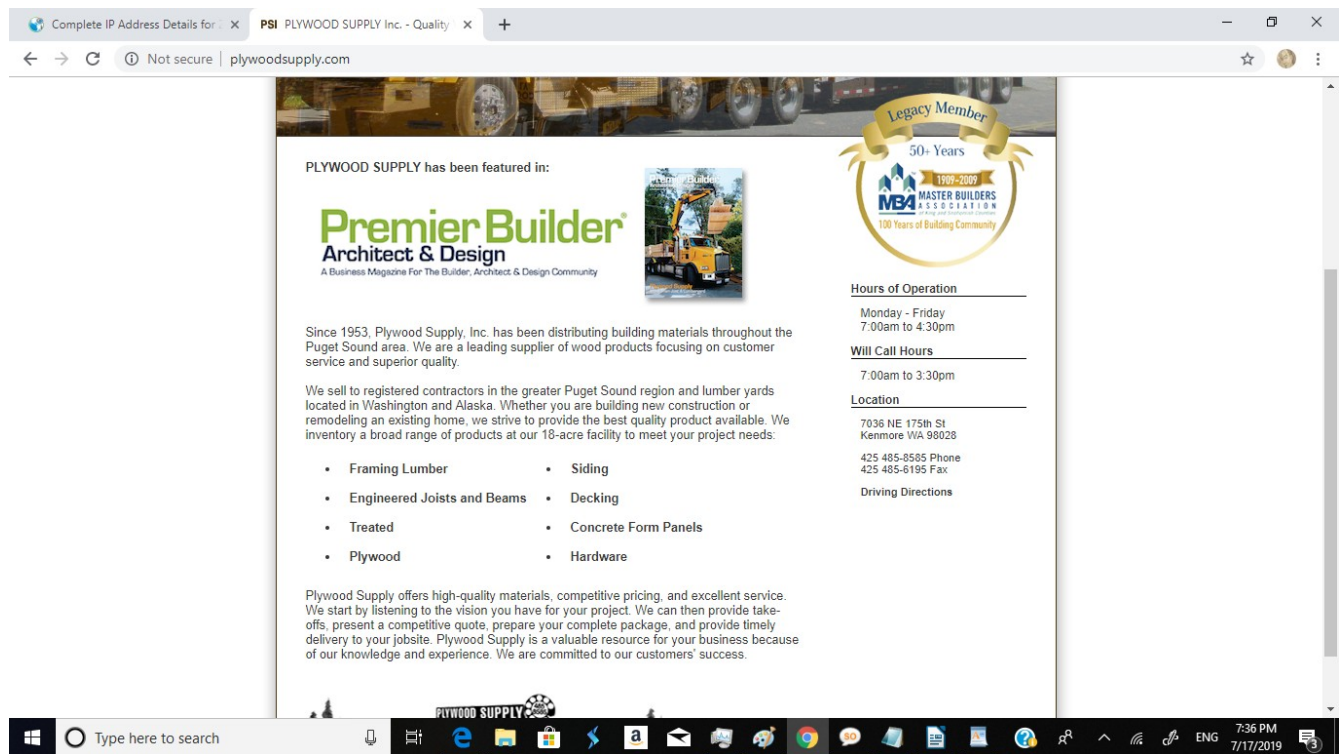 Complete IP Address Details for
PSI PLYWOOD SUPPLY Inc. - Quality
Not secure | plywoodsupply.com
Legacy Member
50+ Years
1909-2009
MBA MASTER BUILDERS
ASSOCIATION
of King and Snohomish Counties
100 Years of Building Community
PLYWOOD SUPPLY has been featured in:
Premier Builder
Premier Builder®
Architect & Design
A Business Magazine For The Builder, Architect & Design Community
Plywood Supply
Since 1953, Plywood Supply, Inc. has been distributing building materials throughout the
Puget Sound area. We are a leading supplier of wood products focusing on customer
service and superior quality.
We sell to registered contractors in the greater Puget Sound region and lumber yards
located in Washington and Alaska. Whether you are building new construction or
remodeling an existing home, we strive to provide the best quality product available. We
inventory a broad range of products at our 18-acre facility to meet your project needs:
• Framing Lumber
• Siding
• Engineered Joists and Beams
• Decking
• Treated
• Concrete Form Panels
• Plywood
• Hardware
Plywood Supply offers high-quality materials, competitive pricing, and excellent service.
We start by listening to the vision you have for your project. We can then provide take-
offs, present a competitive quote, prepare your complete package, and provide timely
delivery to your jobsite. Plywood Supply is a valuable resource for your business because
of our knowledge and experience. We are committed to our customers' success.
Hours of Operation
Monday - Friday
7:00am to 4:30pm
Will Call Hours
7:00am to 3:30pm
Location
7036 NE 175th St
Kenmore WA 98028
425 485-8585 Phone
425 485-6195 Fax
Driving Directions
PLYWOOD SUPPLY
Type here to search
a
SO
ENG
7:36 PM
7/17/2019
3